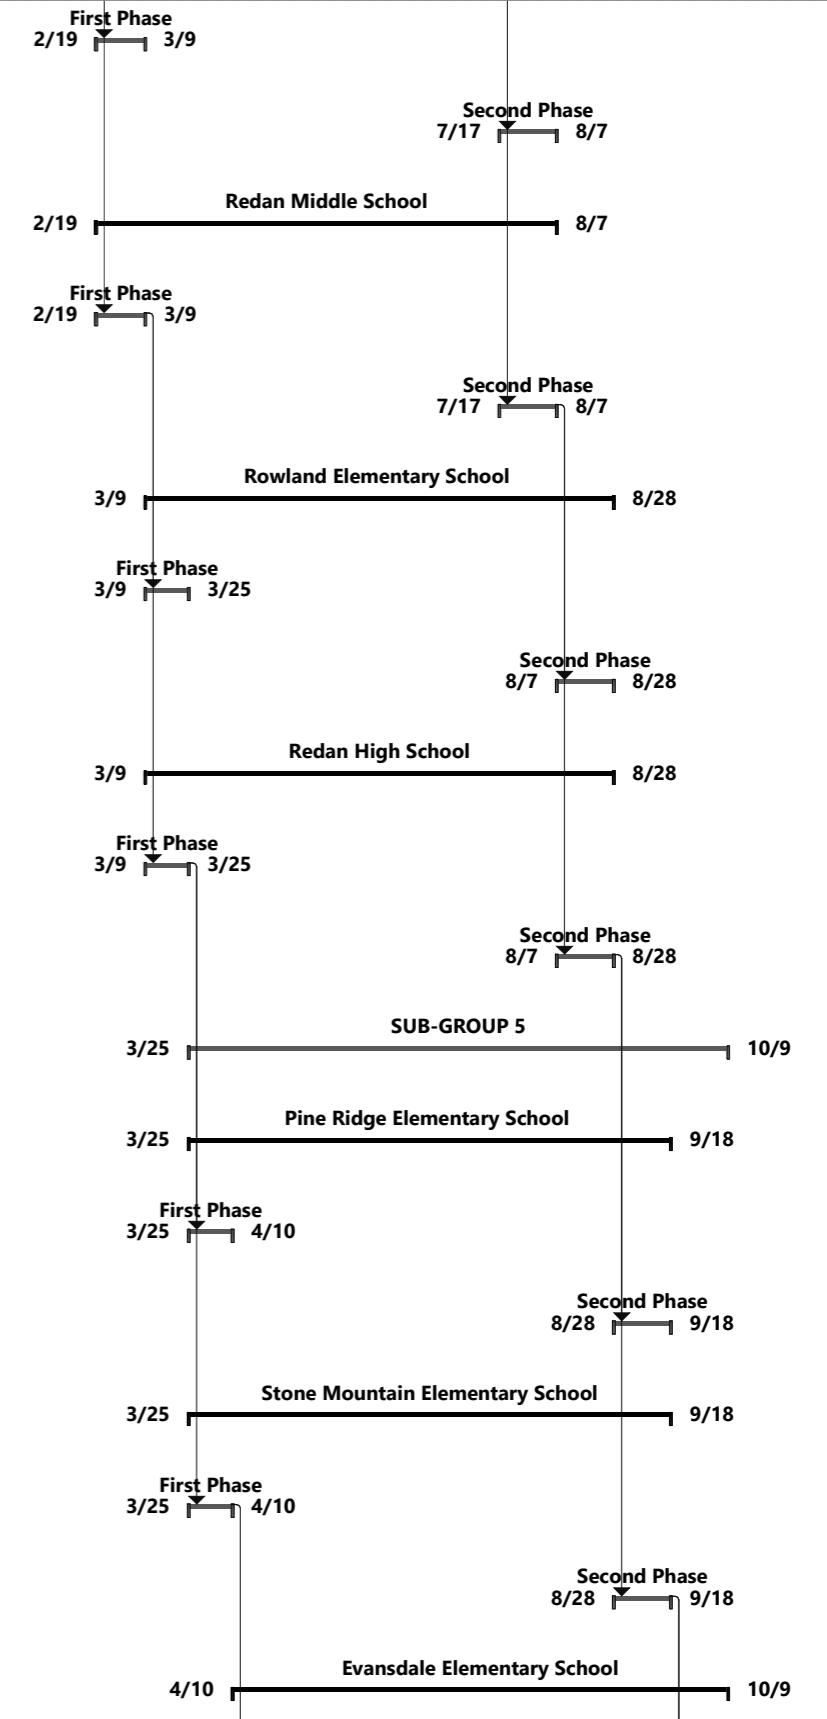 First Phase
2/19 3/9
Second Phase
7/17 8/7
Redan Middle School
2/19 8/7
First Phase
2/19 3/9
Second Phase
7/17 8/7
Rowland Elementary School
3/9 8/28
First Phase
3/9 3/25
Second Phase
8/7 8/28
Redan High School
3/9 8/28
First Phase
3/9 3/25
Second Phase
8/7 8/28
SUB-GROUP 5
3/25 10/9
Pine Ridge Elementary School
3/25 9/18
First Phase
3/25 4/10
Second Phase
8/28 9/18
Stone Mountain Elementary School
3/25 9/18
First Phase
3/25 4/10
Second Phase
8/28 9/18
Evansdale Elementary School
4/10 10/9